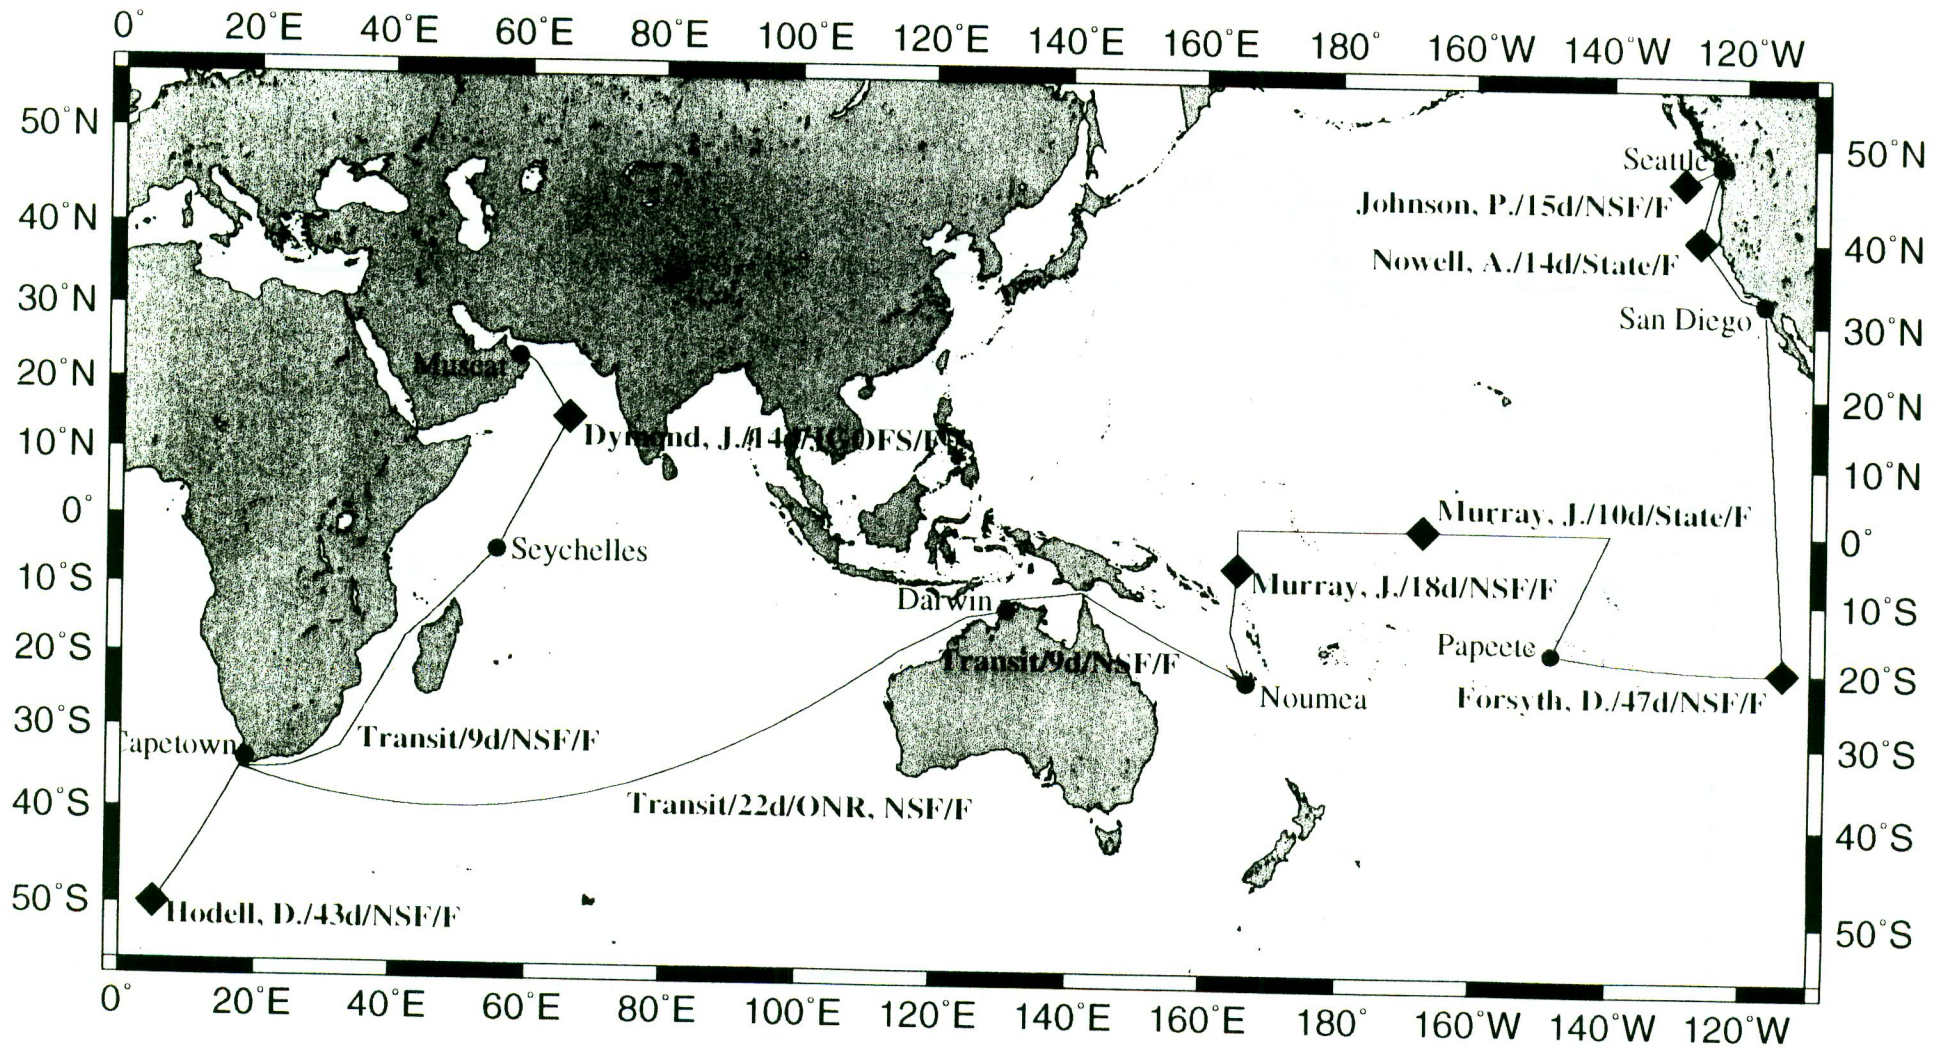 0° 20°E 40°E 60°E 80°E 100°E 120°E 140°E 160°E 180° 160°W 140°W 120°W
50°N
40°N
30°N
20°N
10°N
0°
10°S
20°S
30°S
40°S
50°S
Seattle
Johnson, P./15d/NSF/F
Nowell, A./14d/State/F
San Diego
Muscat
Dymond, J./14d/JGOFS/F
Seychelles
Murray, J./10d/State/F
Murray, J./18d/NSF/F
Darwin
Papeete
Transit/9d/NSF/F
Noumea
Forsyth, D./47d/NSF/F
Capetown
Transit/9d/NSF/F
Transit/22d/ONR, NSF/F
Hodell, D./43d/NSF/F
50°N
40°N
30°N
20°N
10°N
0°
10°S
20°S
30°S
40°S
50°S
0° 20°E 40°E 60°E 80°E 100°E 120°E 140°E 160°E 180° 160°W 140°W 120°W